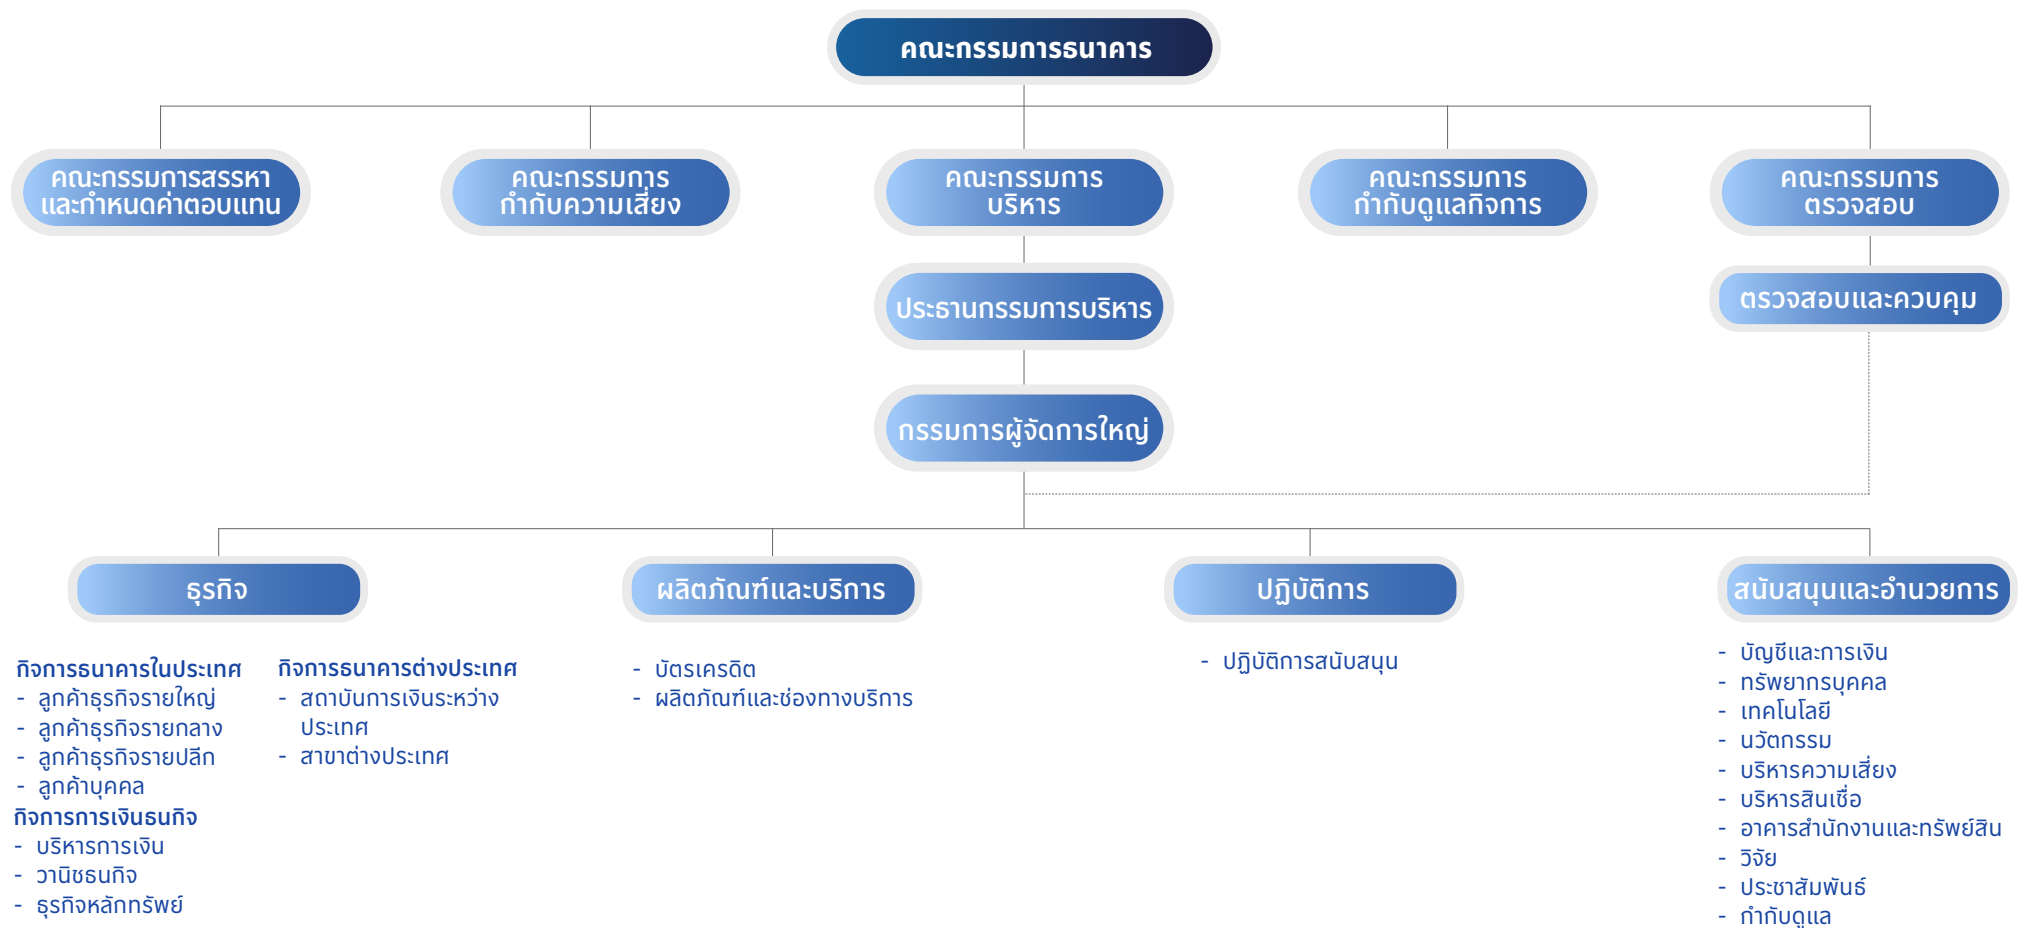 คณะกรรมการธนาคาร
คณะกรรมการสรรหา
และกำหนดค่าตอบแทน
คณะกรรมการ
กำกับความเสี่ยง
คณะกรรมการ
บริหาร
คณะกรรมการ
กำกับดูแลกิจการ
คณะกรรมการ
ตรวจสอบ
ประธานกรรมการบริหาร
ตรวจสอบและควบคุม
กรรมการผู้จัดการใหญ่
ธุรกิจ
ผลิตภัณฑ์และบริการ
ปฏิบัติการ
สนับสนุนและอำนวยการ
กิจการธนาคารในประเทศ
- ลูกค้าธุรกิจรายใหญ่
- ลูกค้าธุรกิจรายกลาง
- ลูกค้าธุรกิจรายปลีก
- ลูกค้าบุคคล
กิจการการเงินธนกิจ
- บริหารการเงิน
- วานิชธนกิจ
- ธุรกิจหลักทรัพย์
กิจการธนาคารต่างประเทศ
- สถาบันการเงินระหว่าง
ประเทศ
- สาขาต่างประเทศ
- บัตรเครดิต
- ผลิตภัณฑ์และช่องทางบริการ
- ปฏิบัติการสนับสนุน
- บัญชีและการเงิน
- ทรัพยากรบุคคล
- เทคโนโลยี
- นวัตกรรม
- บริหารความเสี่ยง
- บริหารสินเชื่อ
- อาคารสำนักงานและทรัพย์สิน
- วิจัย
- ประชาสัมพันธ์
- กำกับดูแล